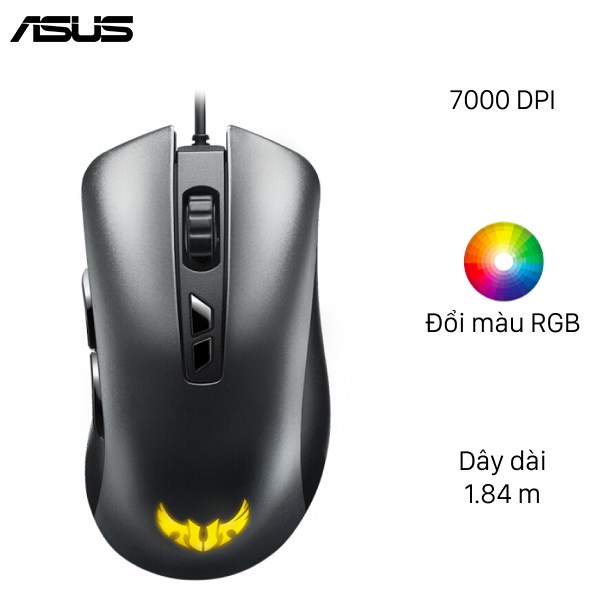 ASUS
7000 DPI
Đổi màu RGB
Dây dài
1.84 m